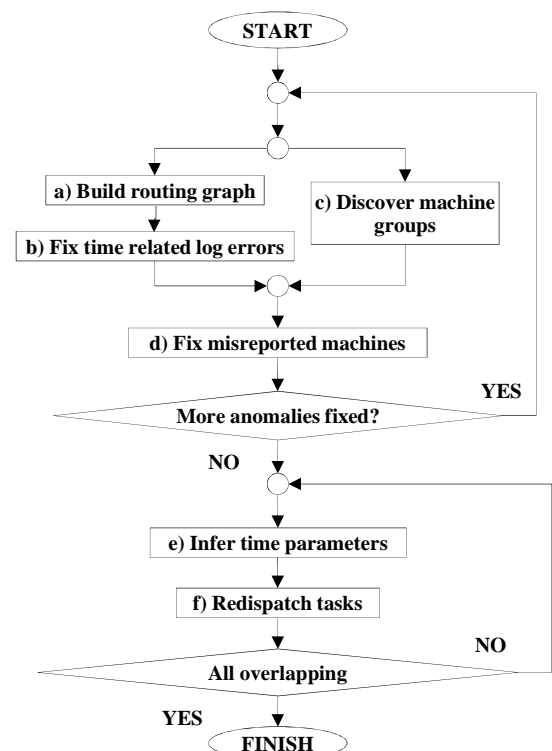 START
a) Build routing graph
c) Discover machine
groups
b) Fix time related log errors
d) Fix misreported machines
YES
More anomalies fixed?
NO
e) Infer time parameters
f) Redispatch tasks
NO
All overlapping
YES
FINISH